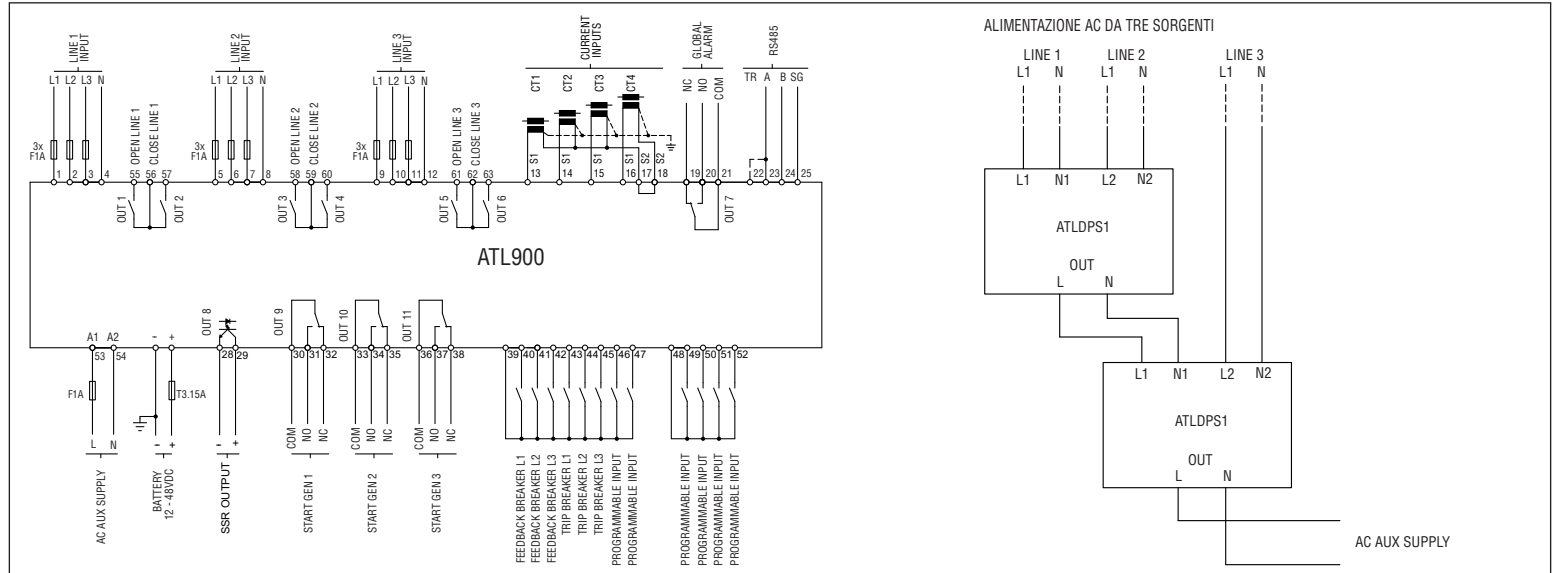 LINE 1
INPUT
L1 L2 L3 N
3x
F1A
OPEN LINE 1
CLOSE LINE 1
LINE 2
INPUT
L1 L2 L3 N
3x
F1A
OPEN LINE 2
CLOSE LINE 2
LINE 3
INPUT
L1 L2 L3 N
3x
F1A
OPEN LINE 3
CLOSE LINE 3
CURRENT
INPUTS
CT1 CT2 CT3 CT4
S1 S1 S1 S1 S2 S2
GLOBAL
ALARM
NC NO COM
RS485
TR A B SG
1 2 3 4 55 56 57 5 6 7 8 58 59 60 9 10 11 12 61 62 63 13 14 15 16 17 18 19 20 21 22 23 24 25
OUT 1 OUT 2 OUT 3 OUT 4 OUT 5 OUT 6 OUT 7
ATL900
OUT 8 OUT 9 OUT 10 OUT 11
A1 A2 - +
53 54 28 29 30 31 32 33 34 35 36 37 38 39 40 41 42 43 44 45 46 47 48 49 50 51 52
F1A
T3.15A
L N
AC AUX SUPPLY
- +
BATTERY
12 - 48VDC
- +
SSR OUTPUT
COM NO NC
START GEN 1
COM NO NC
START GEN 2
COM NO NC
START GEN 3
FEEDBACK BREAKER L1
FEEDBACK BREAKER L2
FEEDBACK BREAKER L3
TRIP BREAKER L1
TRIP BREAKER L2
TRIP BREAKER L3
PROGRAMMABLE INPUT
PROGRAMMABLE INPUT
PROGRAMMABLE INPUT
PROGRAMMABLE INPUT
PROGRAMMABLE INPUT
PROGRAMMABLE INPUT
ALIMENTAZIONE AC DA TRE SORGENTI
LINE 1 LINE 2 LINE 3
L1 N L1 N L1 N
L1 N1 L2 N2
ATLDPS1
OUT
L N
L1 N1 L2 N2
ATLDPS1
OUT
L N
AC AUX SUPPLY